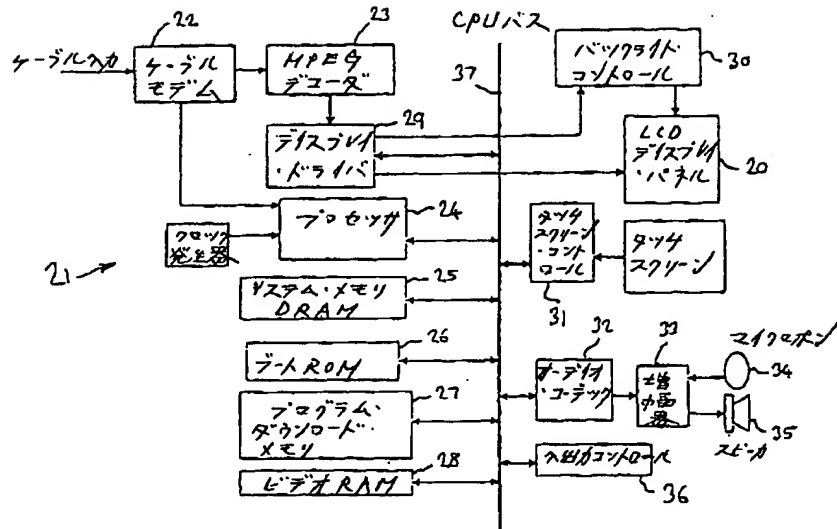 22
ケーブル入力
ケーブル
モデム
23
MPEG
デコーダ
CPUバス
37
バックライド
コントロール
30
29
ディスプレイ
・ドライバ
LCD
ディスプレイ
・パネル
20
24
プロセッサ
クロック
発生器
21
タッチ
スクリーン
・コント
ロール
31
タッチ
スクリーン
25
システム・メモリ
DRAM
26
ブートROM
27
プログラム・
ダウンロード・
メモリ
28
ビデオRAM
32
オーディオ
・コーデック
33
増
幅
器
マイクロホン
34
35
スピーカ
入出力コントロール
36